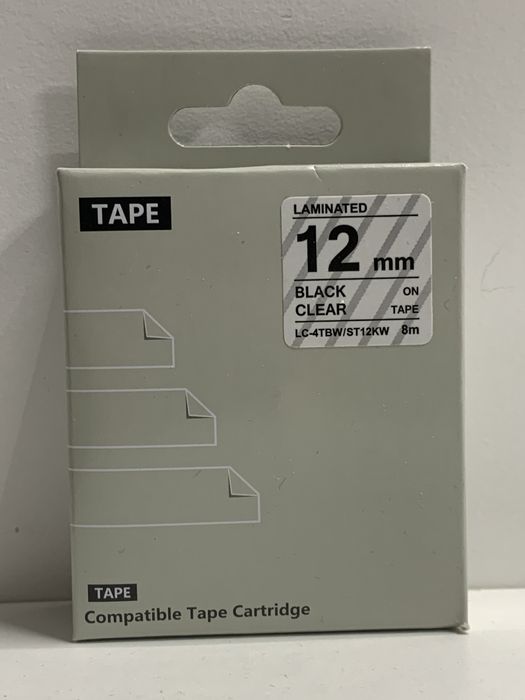 TAPE
LAMINATED
12 mm
BLACK ON
CLEAR TAPE
LC-4TBW/ST12KW 8m
TAPE
Compatible Tape Cartridge